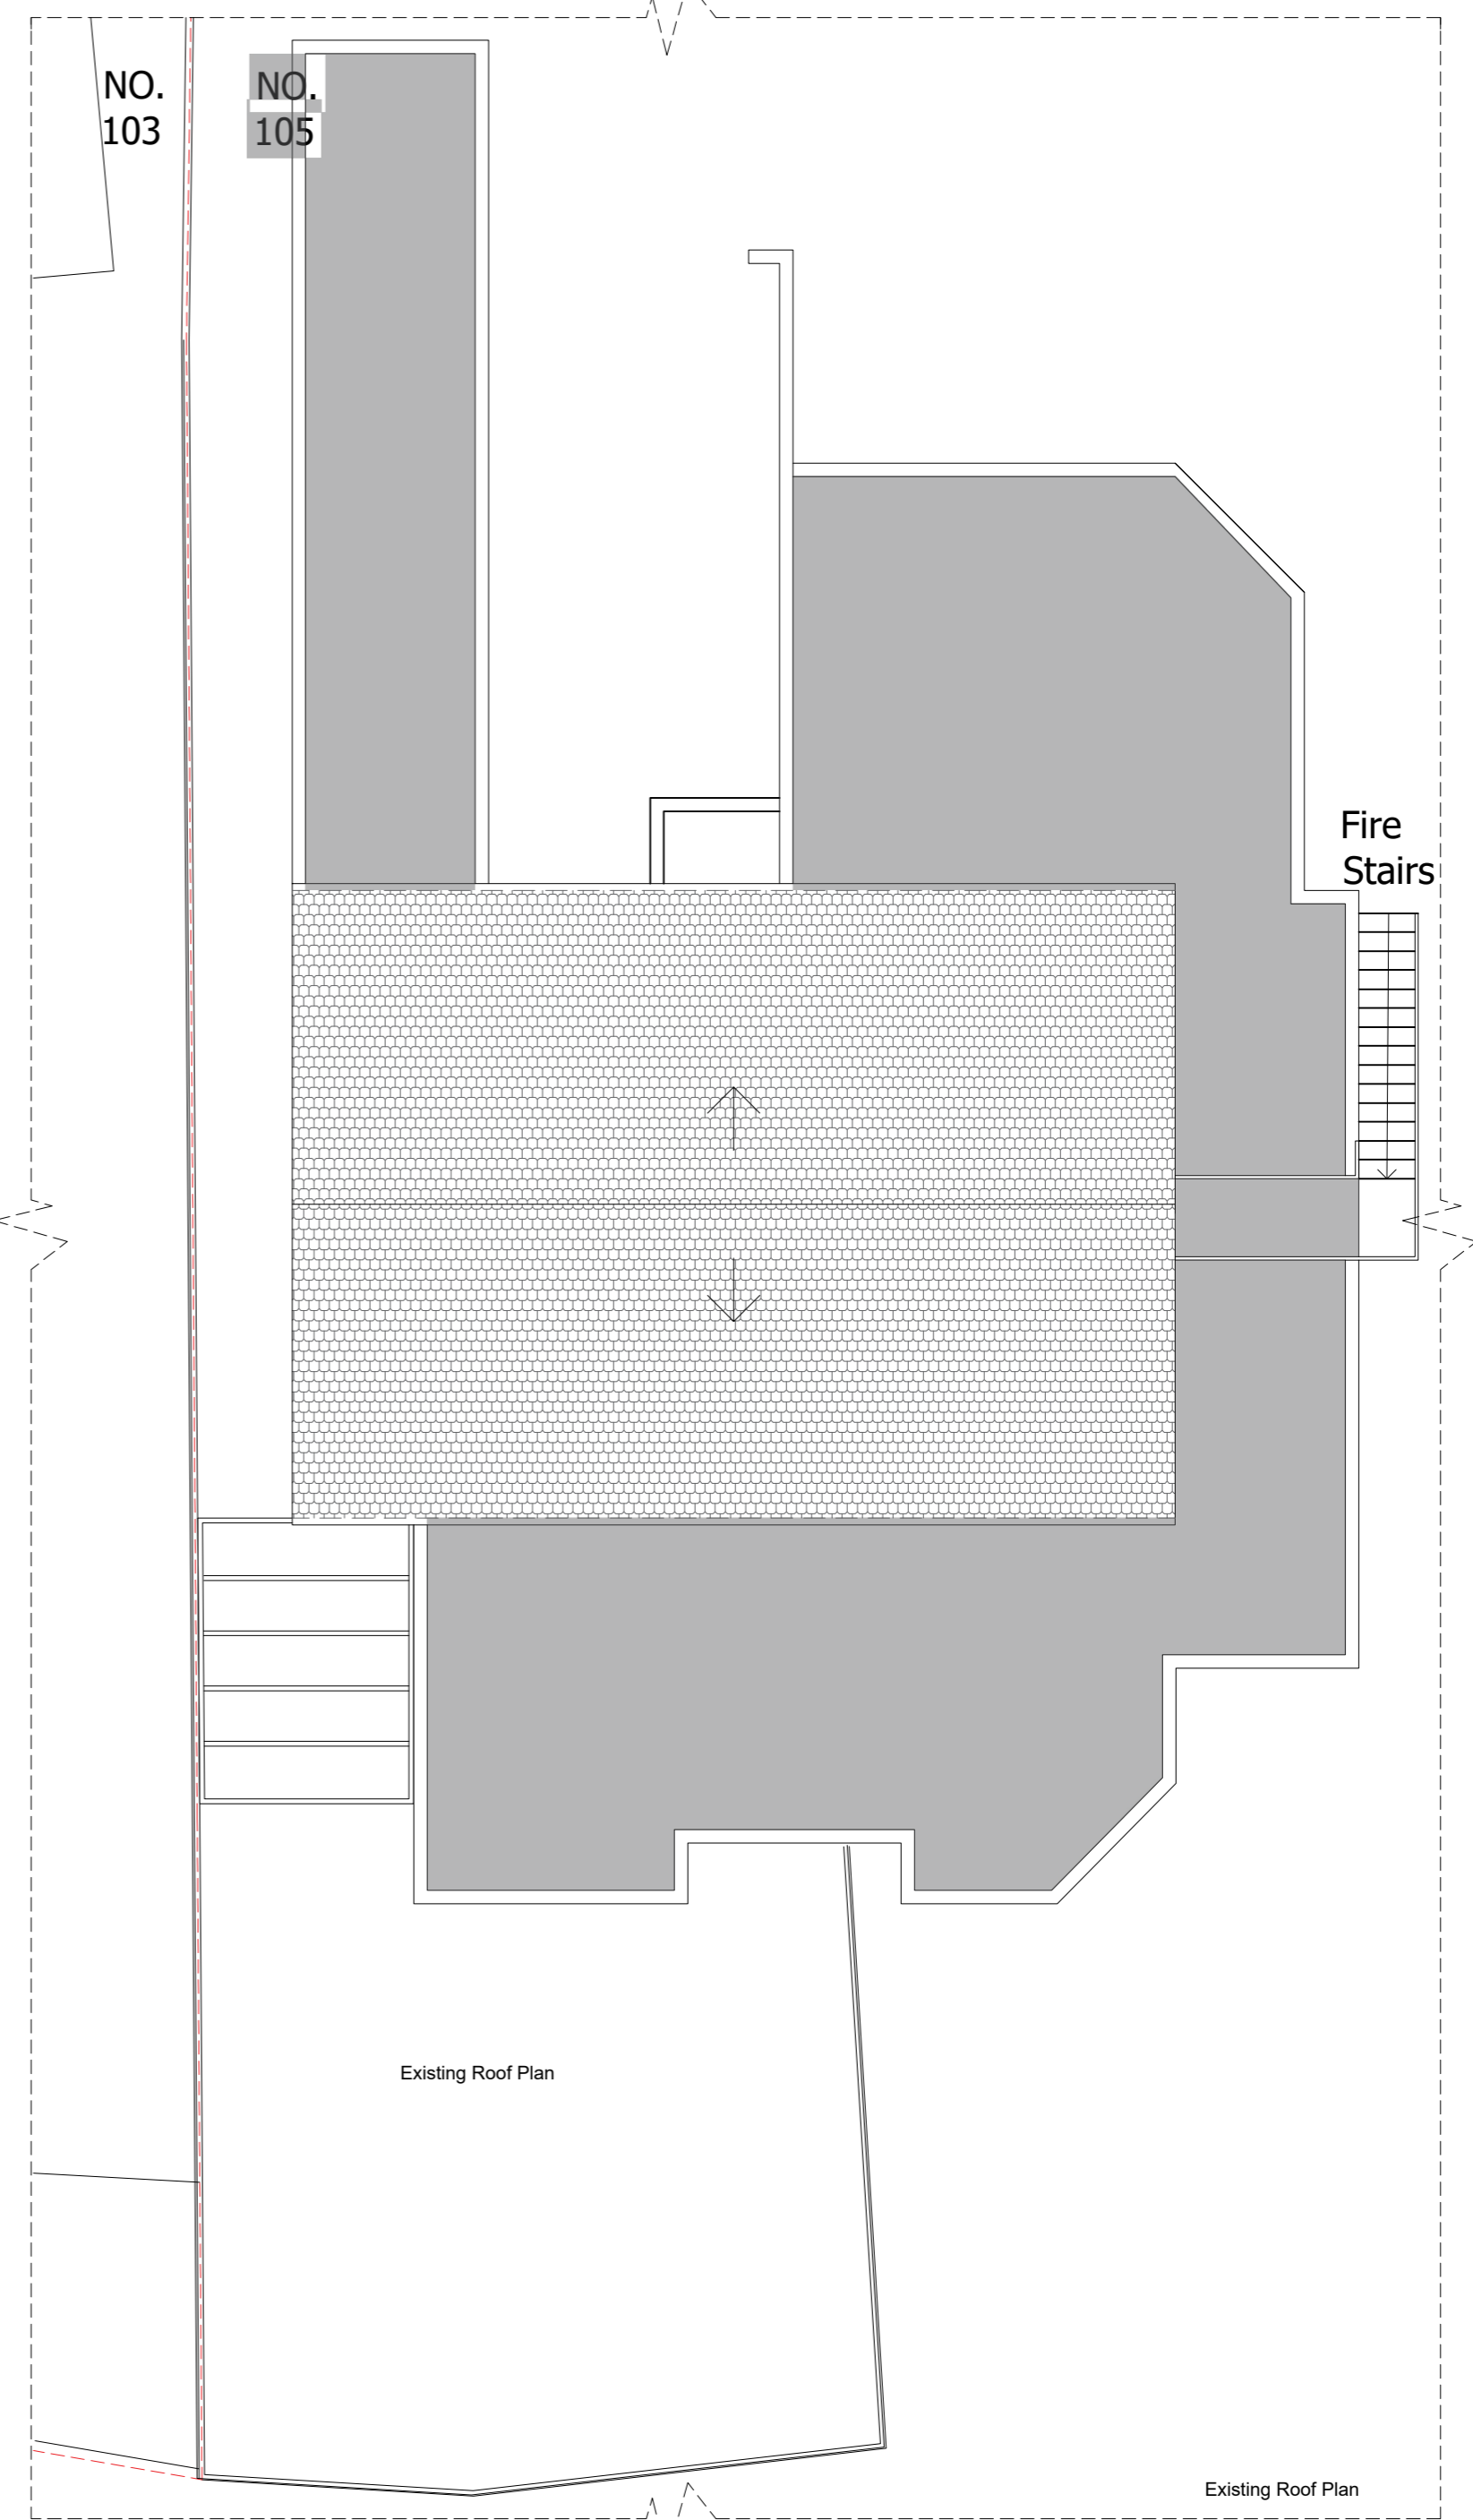 NO.
103
NO.
105
Fire
Stairs
Existing Roof Plan
Existing Roof Plan